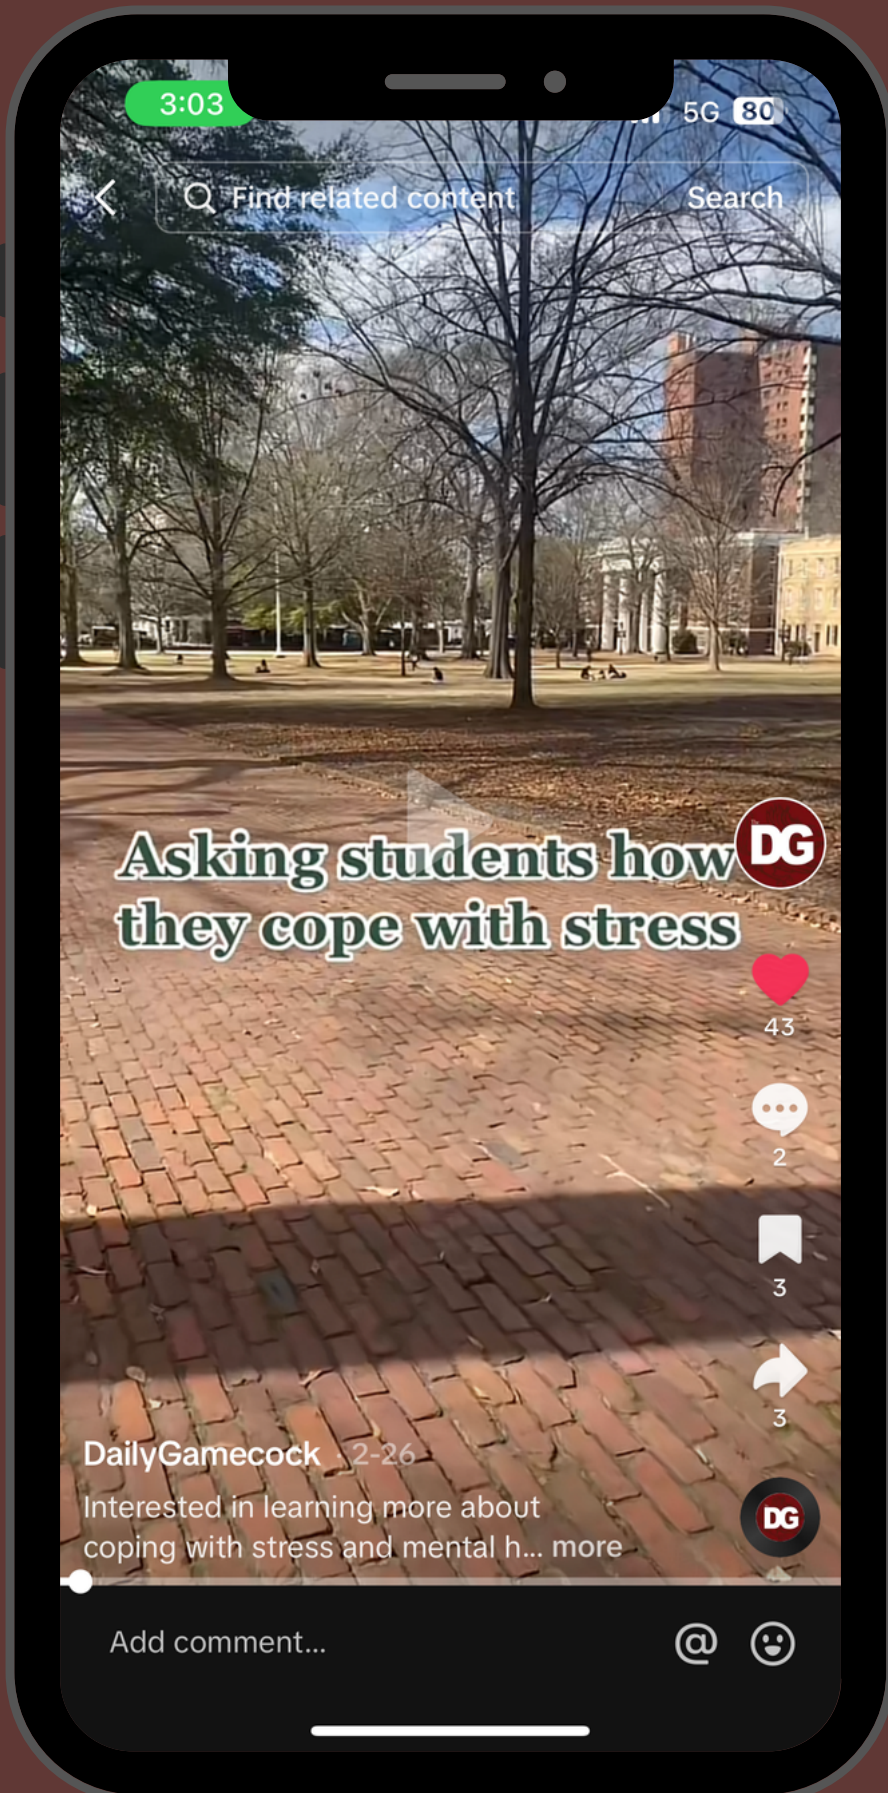 3:03
5G 80
Find related content Search
Asking students how
they cope with stress
DG
43
2
3
3
DailyGamecock · 2-26
Interested in learning more about
coping with stress and mental h... more
DG
Add comment...
@